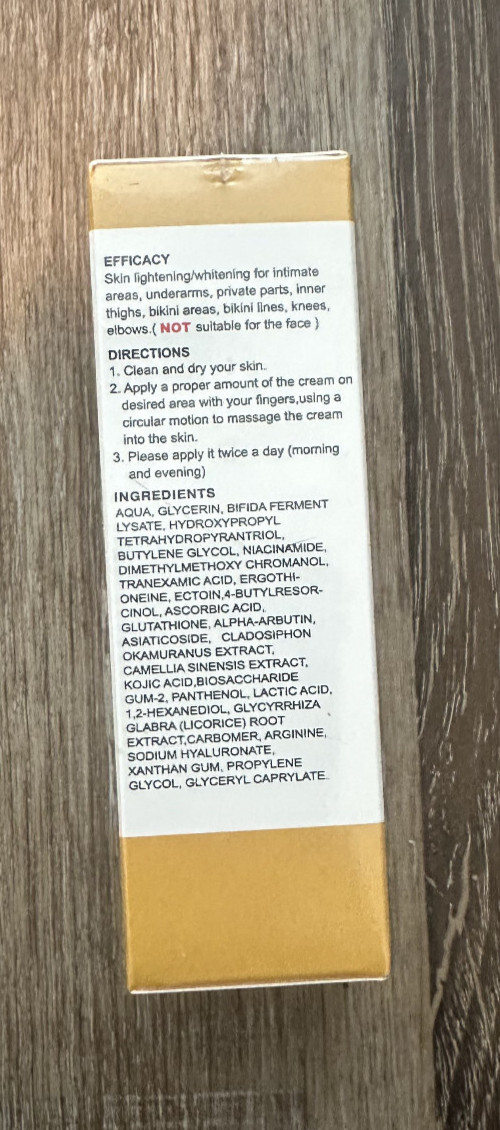 EFFICACY
Skin lightening/whitening for intimate
areas, underarms, private parts, inner
thighs, bikini areas, bikini lines, knees,
elbows.( NOT suitable for the face )
DIRECTIONS
1. Clean and dry your skin.
2. Apply a proper amount of the cream on
desired area with your fingers,using a
circular motion to massage the cream
into the skin.
3. Please apply it twice a day (morning
and evening)
INGREDIENTS
AQUA, GLYCERIN, BIFIDA FERMENT
LYSATE, HYDROXYPROPYL
TETRAHYDROPYRANTRIOL,
BUTYLENE GLYCOL, NIACINAMIDE,
DIMETHYLMETHOXY CHROMANOL,
TRANEXAMIC ACID, ERGOTHI-
ONEINE, ECTOIN,4-BUTYLRESOR-
CINOL, ASCORBIC ACID,
GLUTATHIONE, ALPHA-ARBUTIN,
ASIATICOSIDE, CLADOSIPHON
OKAMURANUS EXTRACT,
CAMELLIA SINENSIS EXTRACT,
KOJIC ACID,BIOSACCHARIDE
GUM-2, PANTHENOL, LACTIC ACID,
1,2-HEXANEDIOL, GLYCYRRHIZA
GLABRA (LICORICE) ROOT
EXTRACT,CARBOMER, ARGININE,
SODIUM HYALURONATE,
XANTHAN GUM, PROPYLENE
GLYCOL, GLYCERYL CAPRYLATE.